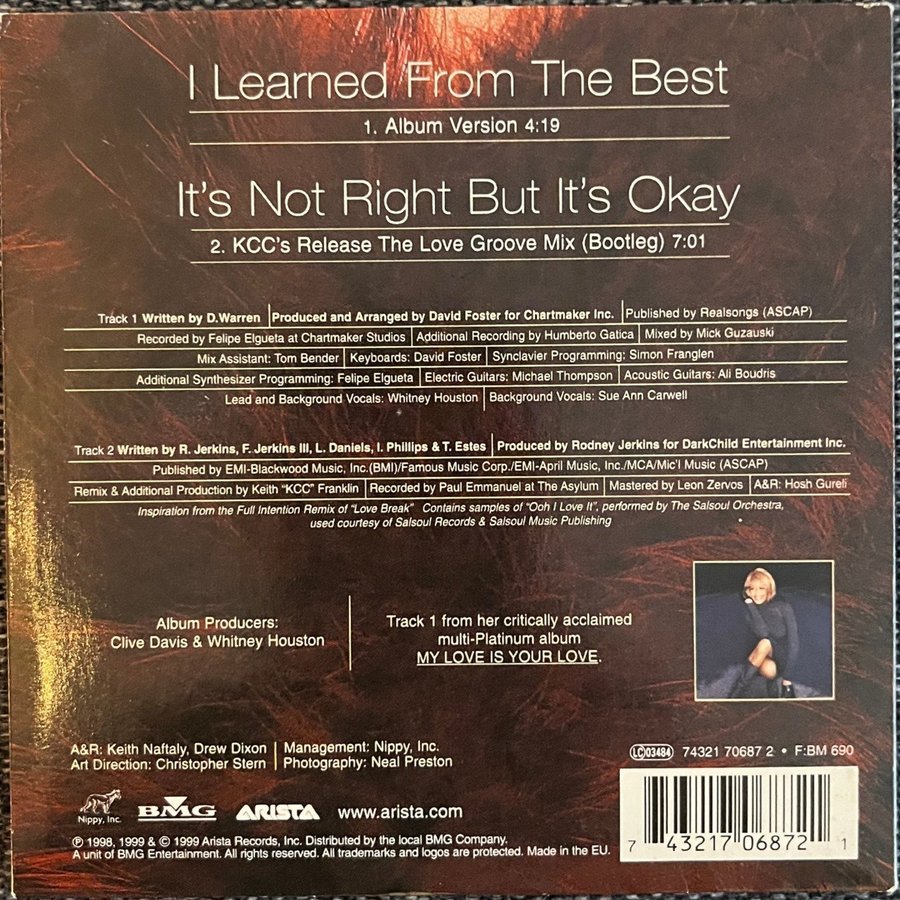 I Learned From The Best
1. Album Version 4:19
It's Not Right But It's Okay
2. KCC's Release The Love Groove Mix (Bootleg) 7:01
Track 1 Written by D.Warren | Produced and Arranged by David Foster for Chartmaker Inc. | Published by Realsongs (ASCAP)
Recorded by Felipe Elgueta at Chartmaker Studios | Additional Recording by Humberto Gatica | Mixed by Mick Guzauski
Mix Assistant: Tom Bender | Keyboards: David Foster | Synclavier Programming: Simon Franglen
Additional Synthesizer Programming: Felipe Elgueta | Electric Guitars: Michael Thompson | Acoustic Guitars: Ali Boudris
Lead and Background Vocals: Whitney Houston | Background Vocals: Sue Ann Carwell
Track 2 Written by R. Jerkins, F. Jerkins III, L. Daniels, I. Phillips & T. Estes | Produced by Rodney Jerkins for DarkChild Entertainment Inc.
Published by EMI-Blackwood Music, Inc.(BMI)/Famous Music Corp./EMI-April Music, Inc./MCA/Mic'l Music (ASCAP)
Remix & Additional Production by Keith "KCC" Franklin | Recorded by Paul Emmanuel at The Asylum | Mastered by Leon Zervos | A&R: Hosh Gureli
Inspiration from the Full Intention Remix of "Love Break" Contains samples of "Ooh I Love It", performed by The Salsoul Orchestra,
used courtesy of Salsoul Records & Salsoul Music Publishing
Album Producers:
Clive Davis & Whitney Houston
Track 1 from her critically acclaimed
multi-Platinum album
MY LOVE IS YOUR LOVE.
A&R: Keith Naftaly, Drew Dixon | Management: Nippy, Inc.
Art Direction: Christopher Stern | Photography: Neal Preston
LC 03484 74321 70687 2 • F:BM 690
Nippy, Inc. BMG ARISTA www.arista.com
℗ 1998, 1999 & © 1999 Arista Records, Inc. Distributed by the local BMG Company.
A unit of BMG Entertainment. All rights reserved. All trademarks and logos are protected. Made in the EU.
7 43217 06872 1